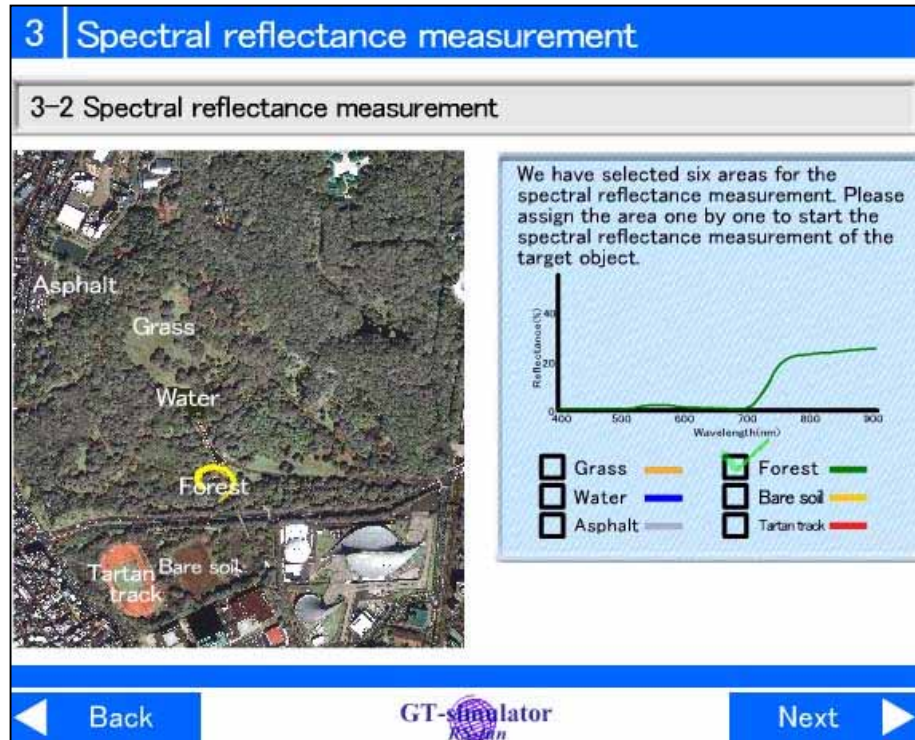 3 Spectral reflectance measurement
3-2 Spectral reflectance measurement
Asphalt
Grass
Water
Forest
Tartan
track
Bare soil
We have selected six areas for the
spectral reflectance measurement. Please
assign the area one by one to start the
spectral reflectance measurement of the
target object.
Reflectance(%)
40
20
0
400 500 600 700 800 900
Wavelength(nm)
Grass Forest
Water Bare soil
Asphalt Tartan track
Back
GT-simulator
Next